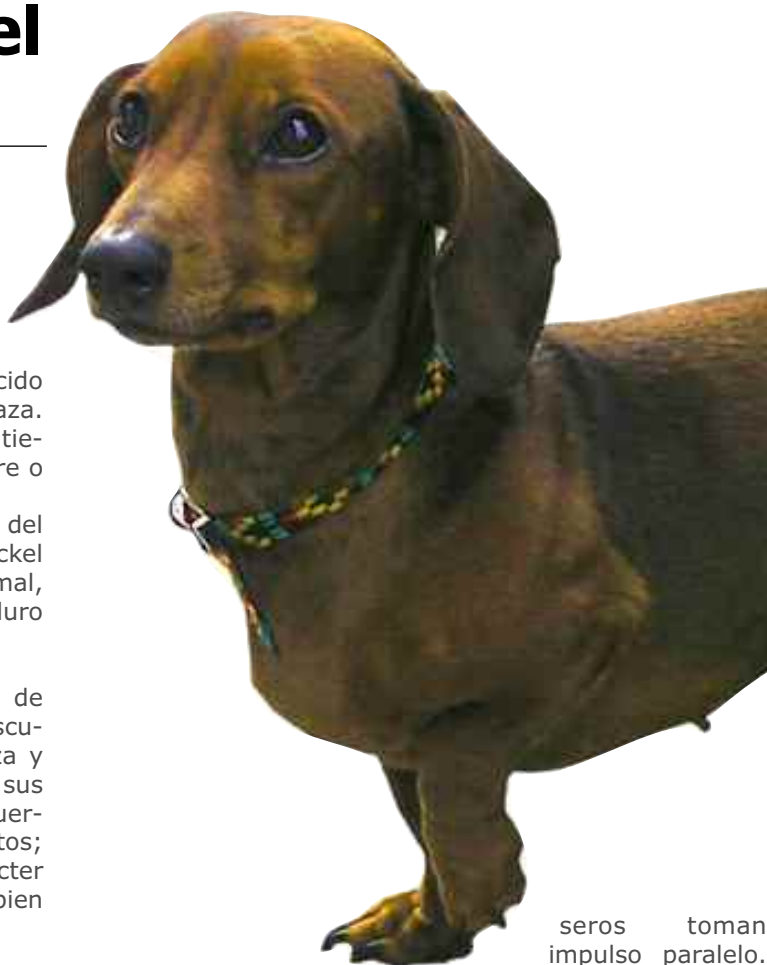 el
cido
aza.
tie-
re o
del
ckel
mal,
duro
de
scu-
za y
sus
uer-
tos;
cter
bien
seros toman
impulso paralelo.